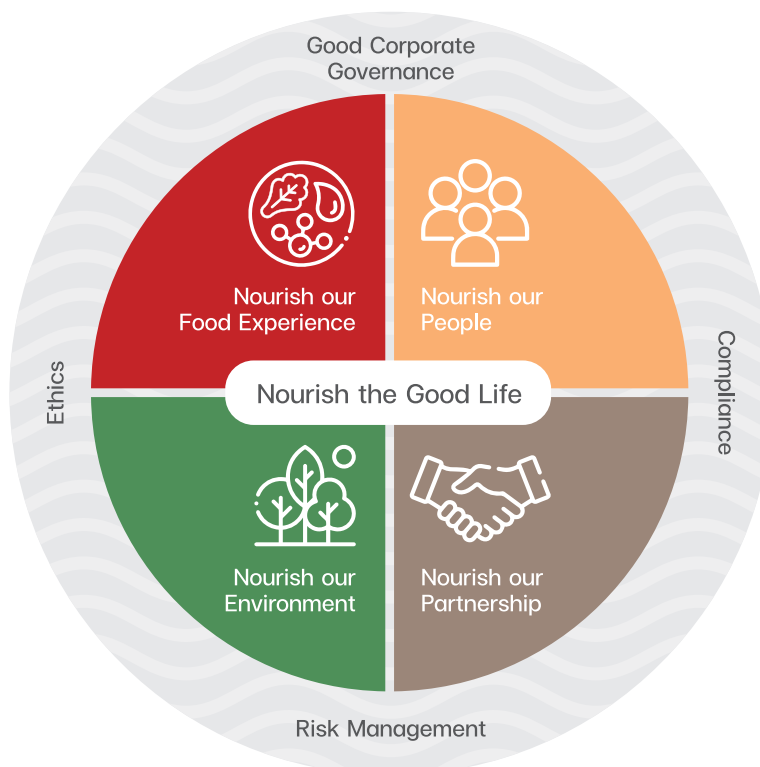 Good Corporate
Governance
Nourish our
Food Experience
Nourish our
People
Ethics
Nourish the Good Life
Compliance
Nourish our
Environment
Nourish our
Partnership
Risk Management